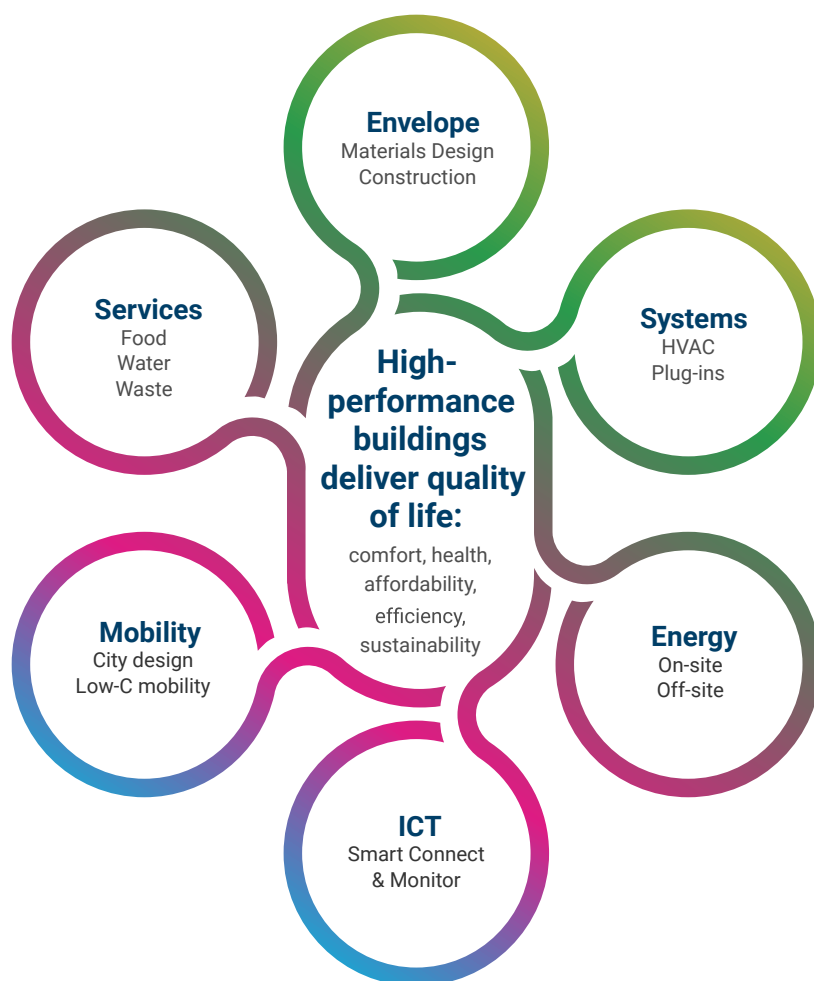 Envelope
Materials Design
Construction
Services
Food
Water
Waste
Systems
HVAC
Plug-ins
High-
performance
buildings
deliver quality
of life:
comfort, health,
affordability,
efficiency,
sustainability
Mobility
City design
Low-C mobility
Energy
On-site
Off-site
ICT
Smart Connect
& Monitor